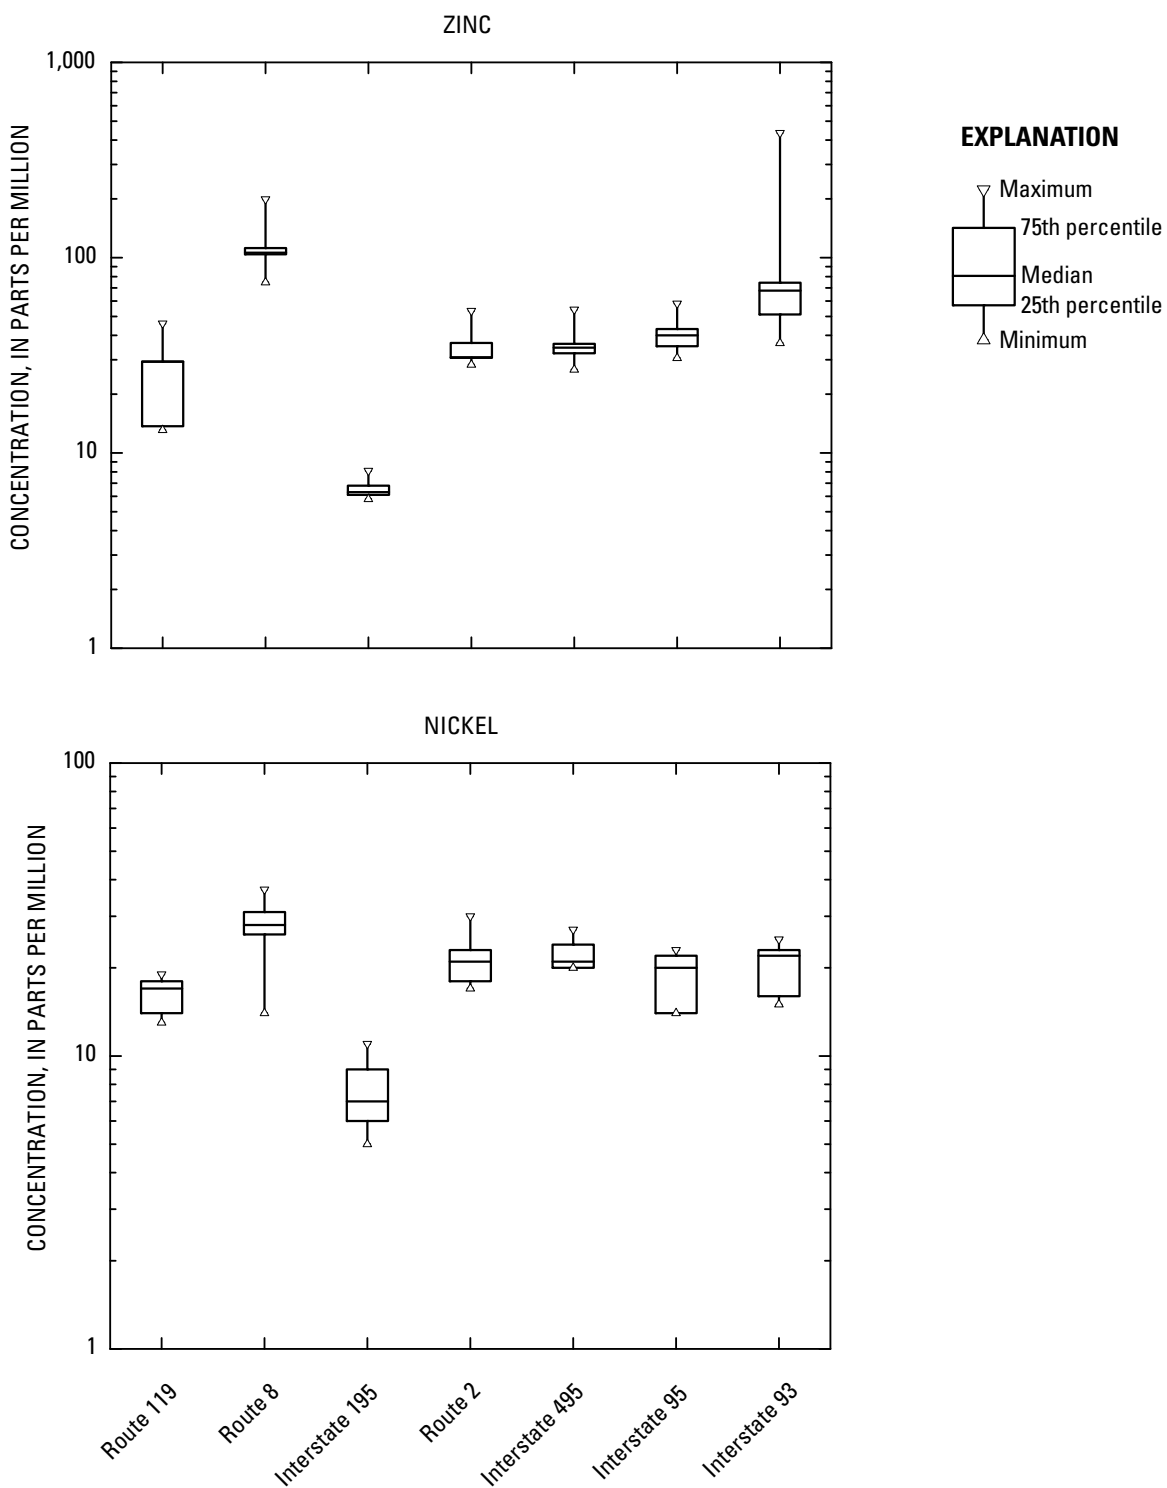 ZINC
1,000
100
10
1
CONCENTRATION, IN PARTS PER MILLION
EXPLANATION
Maximum
75th percentile
Median
25th percentile
Minimum
NICKEL
100
10
1
CONCENTRATION, IN PARTS PER MILLION
Route 119
Route 8
Interstate 195
Route 2
Interstate 495
Interstate 95
Interstate 93